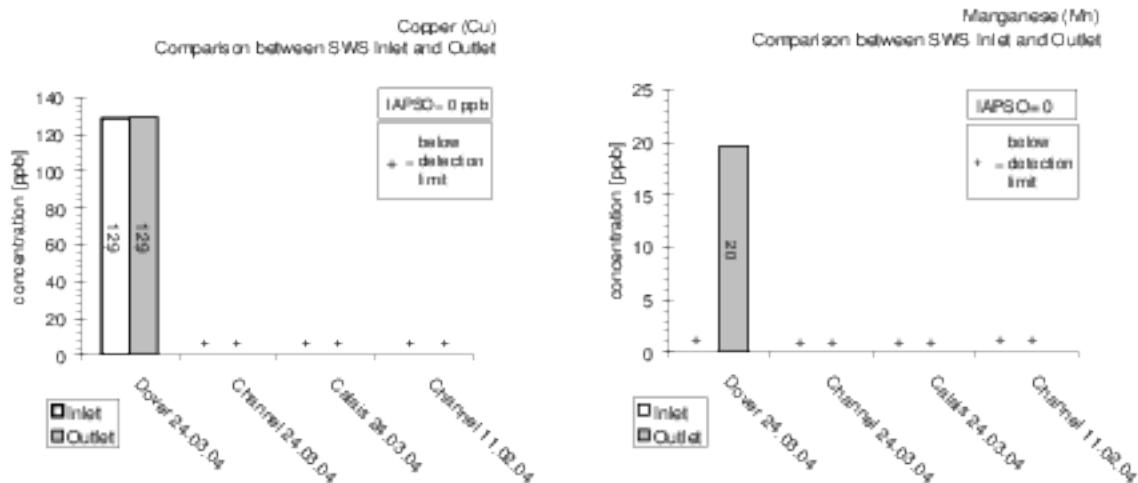 Copper (Cu)
Comparison between SWS Inlet and Outlet
IAPSO= 0 ppb
below
+ = detection
limit
concentration [ppb]
140
120
100
80
60
40
20
0
129
129
Dover 24.03.04
Channel 24.03.04
Calais 24.03.04
Channel 11.02.04
Inlet
Outlet
Manganese (Mn)
Comparison between SWS Inlet and Outlet
IAPSO= 0
below
+ = detection
limit
concentration [ppb]
25
20
15
10
5
0
20
Dover 24.03.04
Channel 24.03.04
Calais 24.03.04
Channel 11.02.04
Inlet
Outlet